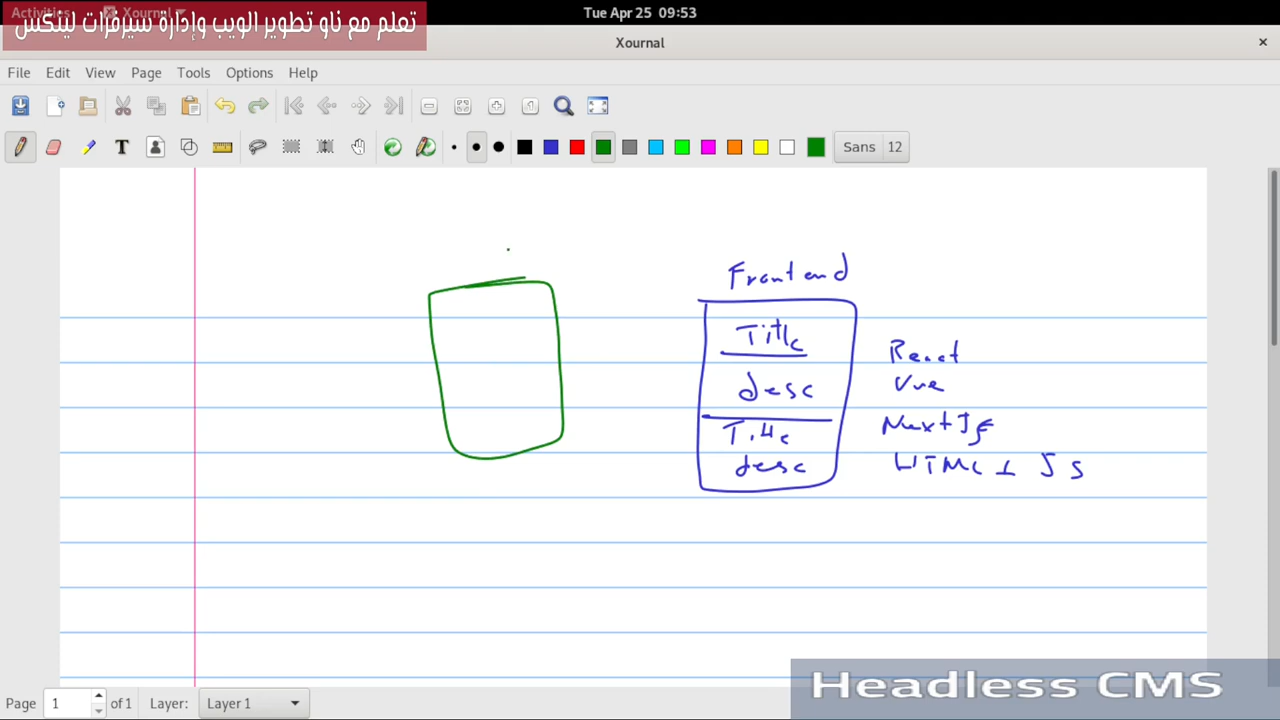 Activities Xournal Tue Apr 25 09:53
تعلم مع ناو تطوير الويب وإدارة سيرفرات لينكس
Xournal
File Edit View Page Tools Options Help
Sans 12
Frontend
Title
desc
Title
desc
React
Vue
NextJs
HTML + JS
Headless CMS
Page 1 of 1 Layer: Layer 1